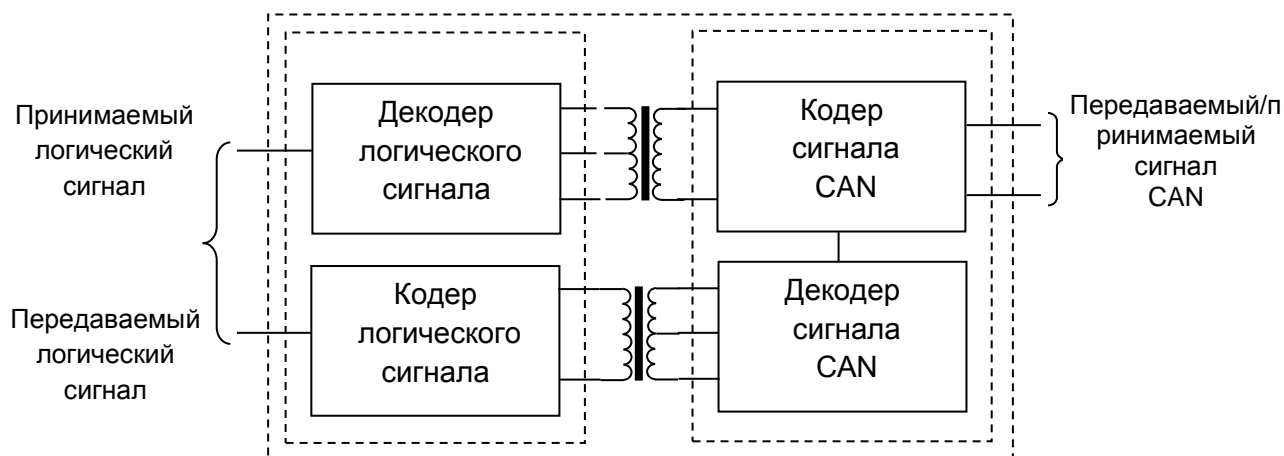 Принимаемый
логический
сигнал
Декодер
логического
сигнала
Кодер
сигнала
CAN
Передаваемый/п
ринимаемый
сигнал
CAN
Передаваемый
логический
сигнал
Кодер
логического
сигнала
Декодер
сигнала
CAN